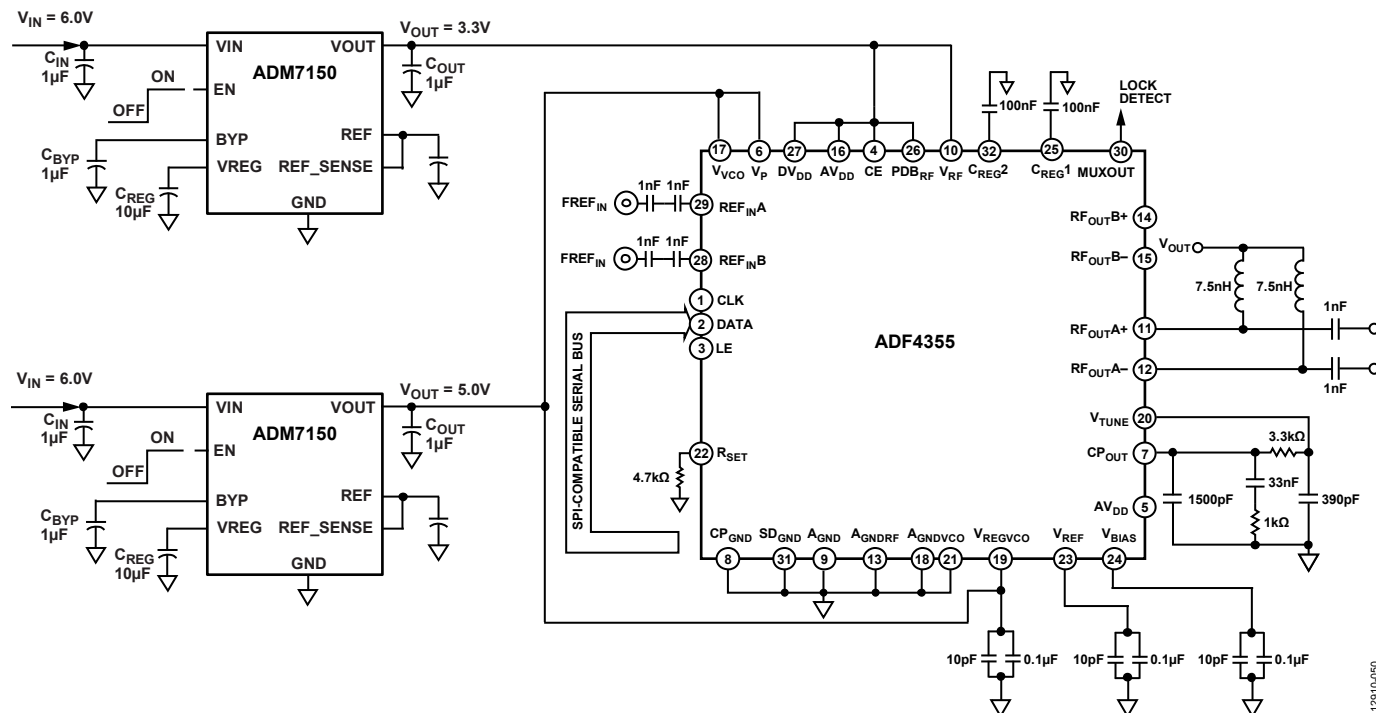 VIN = 6.0V
CIN
1µF
VIN
VOUT
ADM7150
ON
EN
OFF
BYP
CBYP
1µF
VREG
CREG
10µF
REF
REF_SENSE
GND
VOUT = 3.3V
COUT
1µF
VIN = 6.0V
CIN
1µF
VIN
VOUT
ADM7150
ON
EN
OFF
BYP
CBYP
1µF
VREG
CREG
10µF
REF
REF_SENSE
GND
VOUT = 5.0V
COUT
1µF
100nF
100nF
LOCK
DETECT
17
6
27
16
4
26
10
32
25
30
VVCO
VP
DVDD
AVDD
CE
PDBRF
VRF
CREG2
CREG1
MUXOUT
FREFIN
1nF
1nF
29
REFINA
FREFIN
1nF
1nF
28
REFINB
1
CLK
2
DATA
3
LE
SPI-COMPATIBLE SERIAL BUS
22
RSET
4.7kΩ
ADF4355
RFOUTB+
14
RFOUTB–
15
VOUT
7.5nH
7.5nH
RFOUTA+
11
1nF
RFOUTA–
12
1nF
VTUNE
20
3.3kΩ
CPOUT
7
1500pF
33nF
1kΩ
390pF
AVDD
5
CPGND
SDGND
AGND
AGNDRF
AGNDVCO
VREGVCO
VREF
VBIAS
8
31
9
13
18
21
19
23
24
10pF
0.1µF
10pF
0.1µF
10pF
0.1µF
12910-050